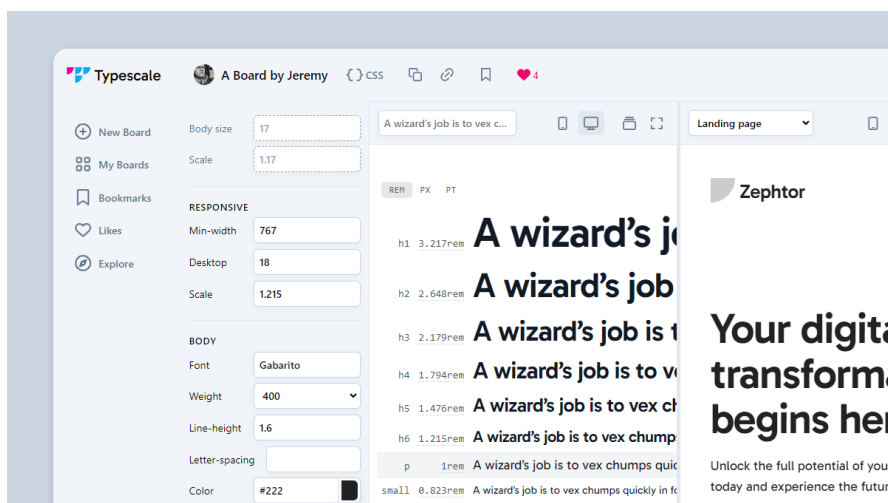 Typescale
A Board by Jeremy
CSS
4
New Board
My Boards
Bookmarks
Likes
Explore
Body size 17
Scale 1.17
RESPONSIVE
Min-width 767
Desktop 18
Scale 1.215
BODY
Font Gabarito
Weight 400
Line-height 1.6
Letter-spacing
Color #222
A wizard's job is to vex c...
REM PX PT
h1 3.217rem A wizard’s j
h2 2.648rem A wizard’s job
h3 2.179rem A wizard’s job is t
h4 1.794rem A wizard’s job is to v
h5 1.476rem A wizard’s job is to vex ch
h6 1.215rem A wizard’s job is to vex chump
p 1rem A wizard’s job is to vex chumps quic
small 0.823rem A wizard’s job is to vex chumps quickly in fo
Landing page
Zephtor
Your digita
transforma
begins her
Unlock the full potential of you
today and experience the futur